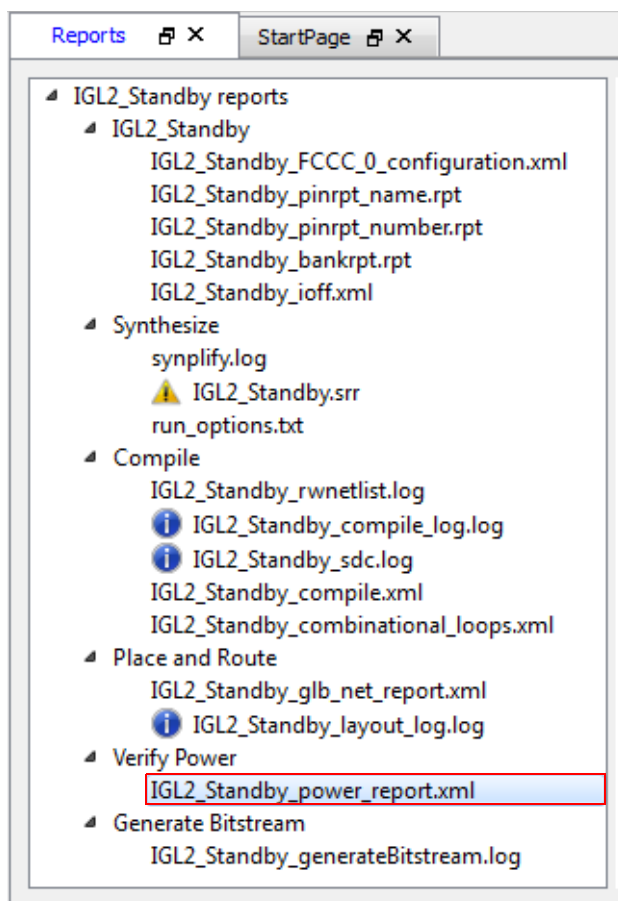 Reports StartPage
IGL2_Standby reports
IGL2_Standby
IGL2_Standby_FCCC_0_configuration.xml
IGL2_Standby_pinrpt_name.rpt
IGL2_Standby_pinrpt_number.rpt
IGL2_Standby_bankrpt.rpt
IGL2_Standby_ioff.xml
Synthesize
synplify.log
IGL2_Standby.srr
run_options.txt
Compile
IGL2_Standby_rwnetlist.log
IGL2_Standby_compile_log.log
IGL2_Standby_sdc.log
IGL2_Standby_compile.xml
IGL2_Standby_combinational_loops.xml
Place and Route
IGL2_Standby_glb_net_report.xml
IGL2_Standby_layout_log.log
Verify Power
IGL2_Standby_power_report.xml
Generate Bitstream
IGL2_Standby_generateBitstream.log